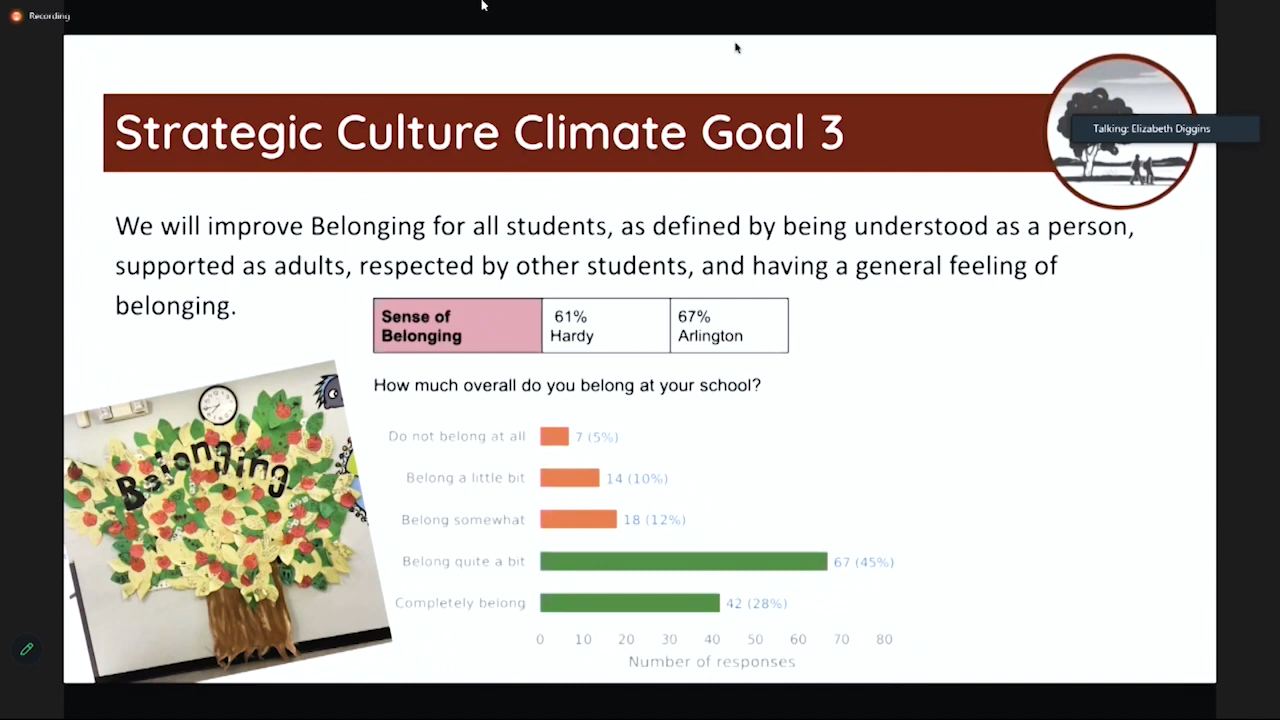 Recording
Strategic Culture Climate Goal 3
Talking: Elizabeth Diggins
We will improve Belonging for all students, as defined by being understood as a person,
supported as adults, respected by other students, and having a general feeling of
belonging.
Sense of
Belonging
61%
Hardy
67%
Arlington
How much overall do you belong at your school?
Belonging
Do not belong at all 7 (5%)
Belong a little bit 14 (10%)
Belong somewhat 18 (12%)
Belong quite a bit 67 (45%)
Completely belong 42 (28%)
0 10 20 30 40 50 60 70 80
Number of responses